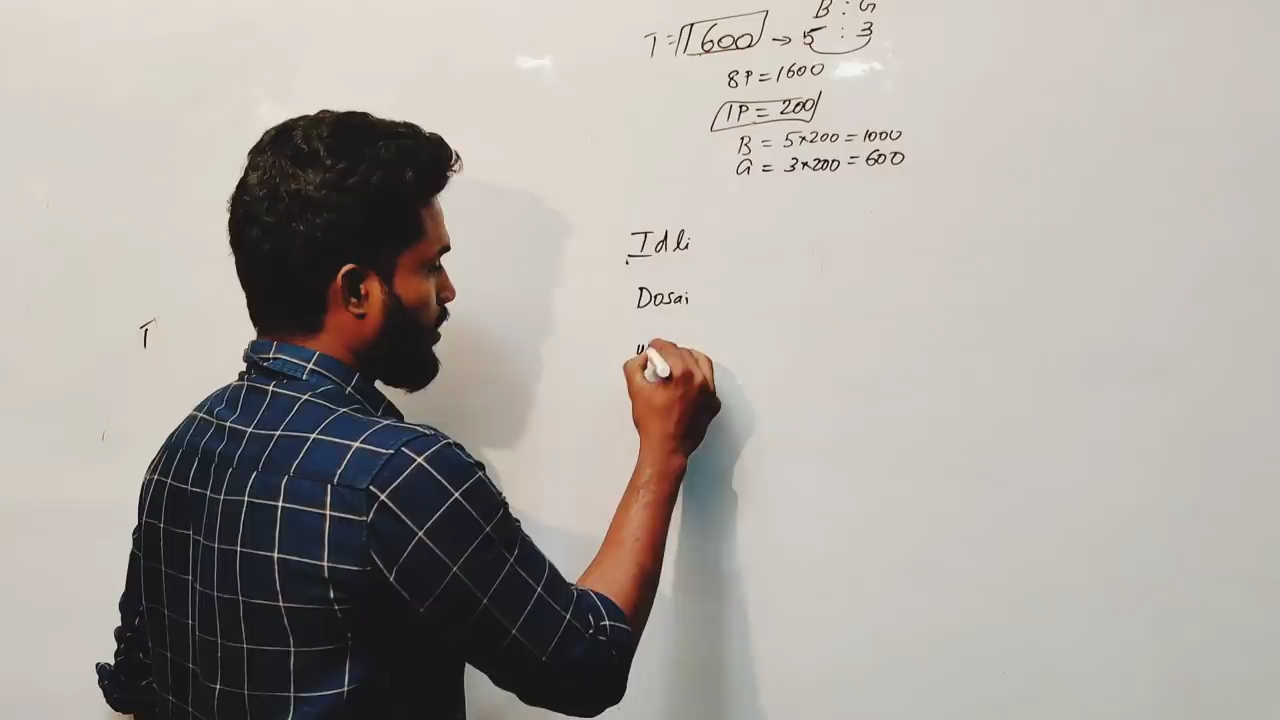 B : G
T = 1600 → 5 : 3
8P = 1600
1P = 200
B = 5×200 = 1000
G = 3×200 = 600
Idli
Dosai
T